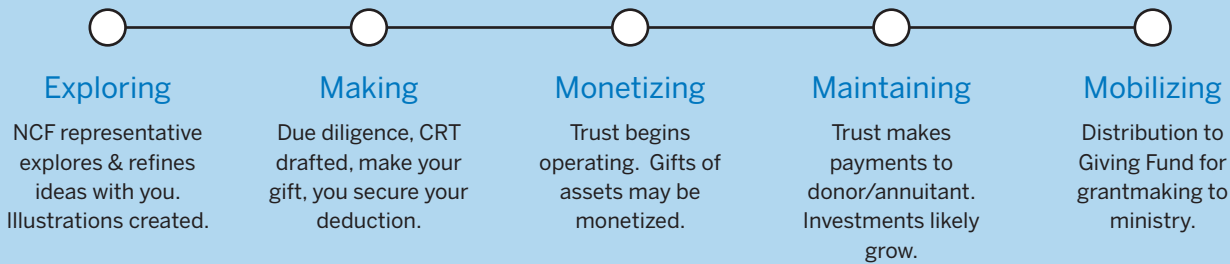 Exploring
NCF representative
explores & refines
ideas with you.
Illustrations created.
Making
Due diligence, CRT
drafted, make your
gift, you secure your
deduction.
Monetizing
Trust begins
operating.  Gifts of
assets may be
monetized.
Maintaining
Trust makes
payments to
donor/annuitant.
Investments likely
grow.
Mobilizing
Distribution to
Giving Fund for
grantmaking to
ministry.